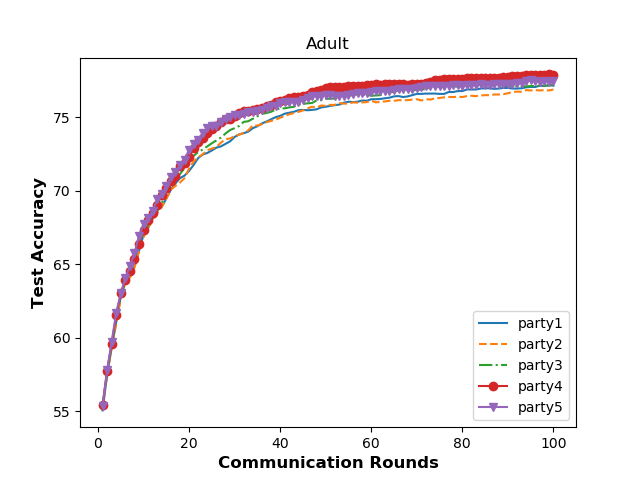 Adult
Test Accuracy
75
70
65
60
55
0 20 40 60 80 100
Communication Rounds
party1
party2
party3
party4
party5